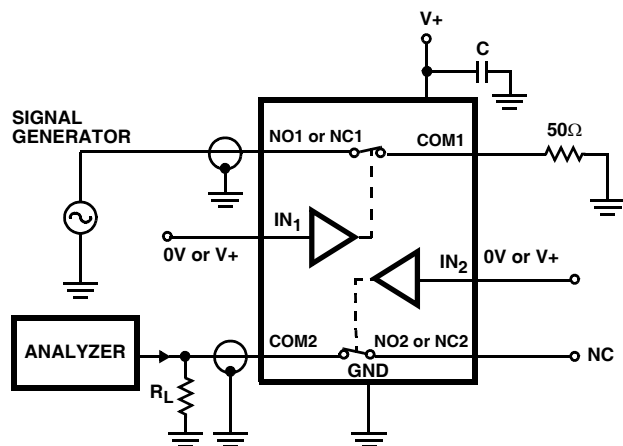 V+
C
SIGNAL
GENERATOR
NO1 or NC1
COM1
50Ω
IN1
0V or V+
IN2
0V or V+
ANALYZER
COM2
NO2 or NC2
NC
GND
RL